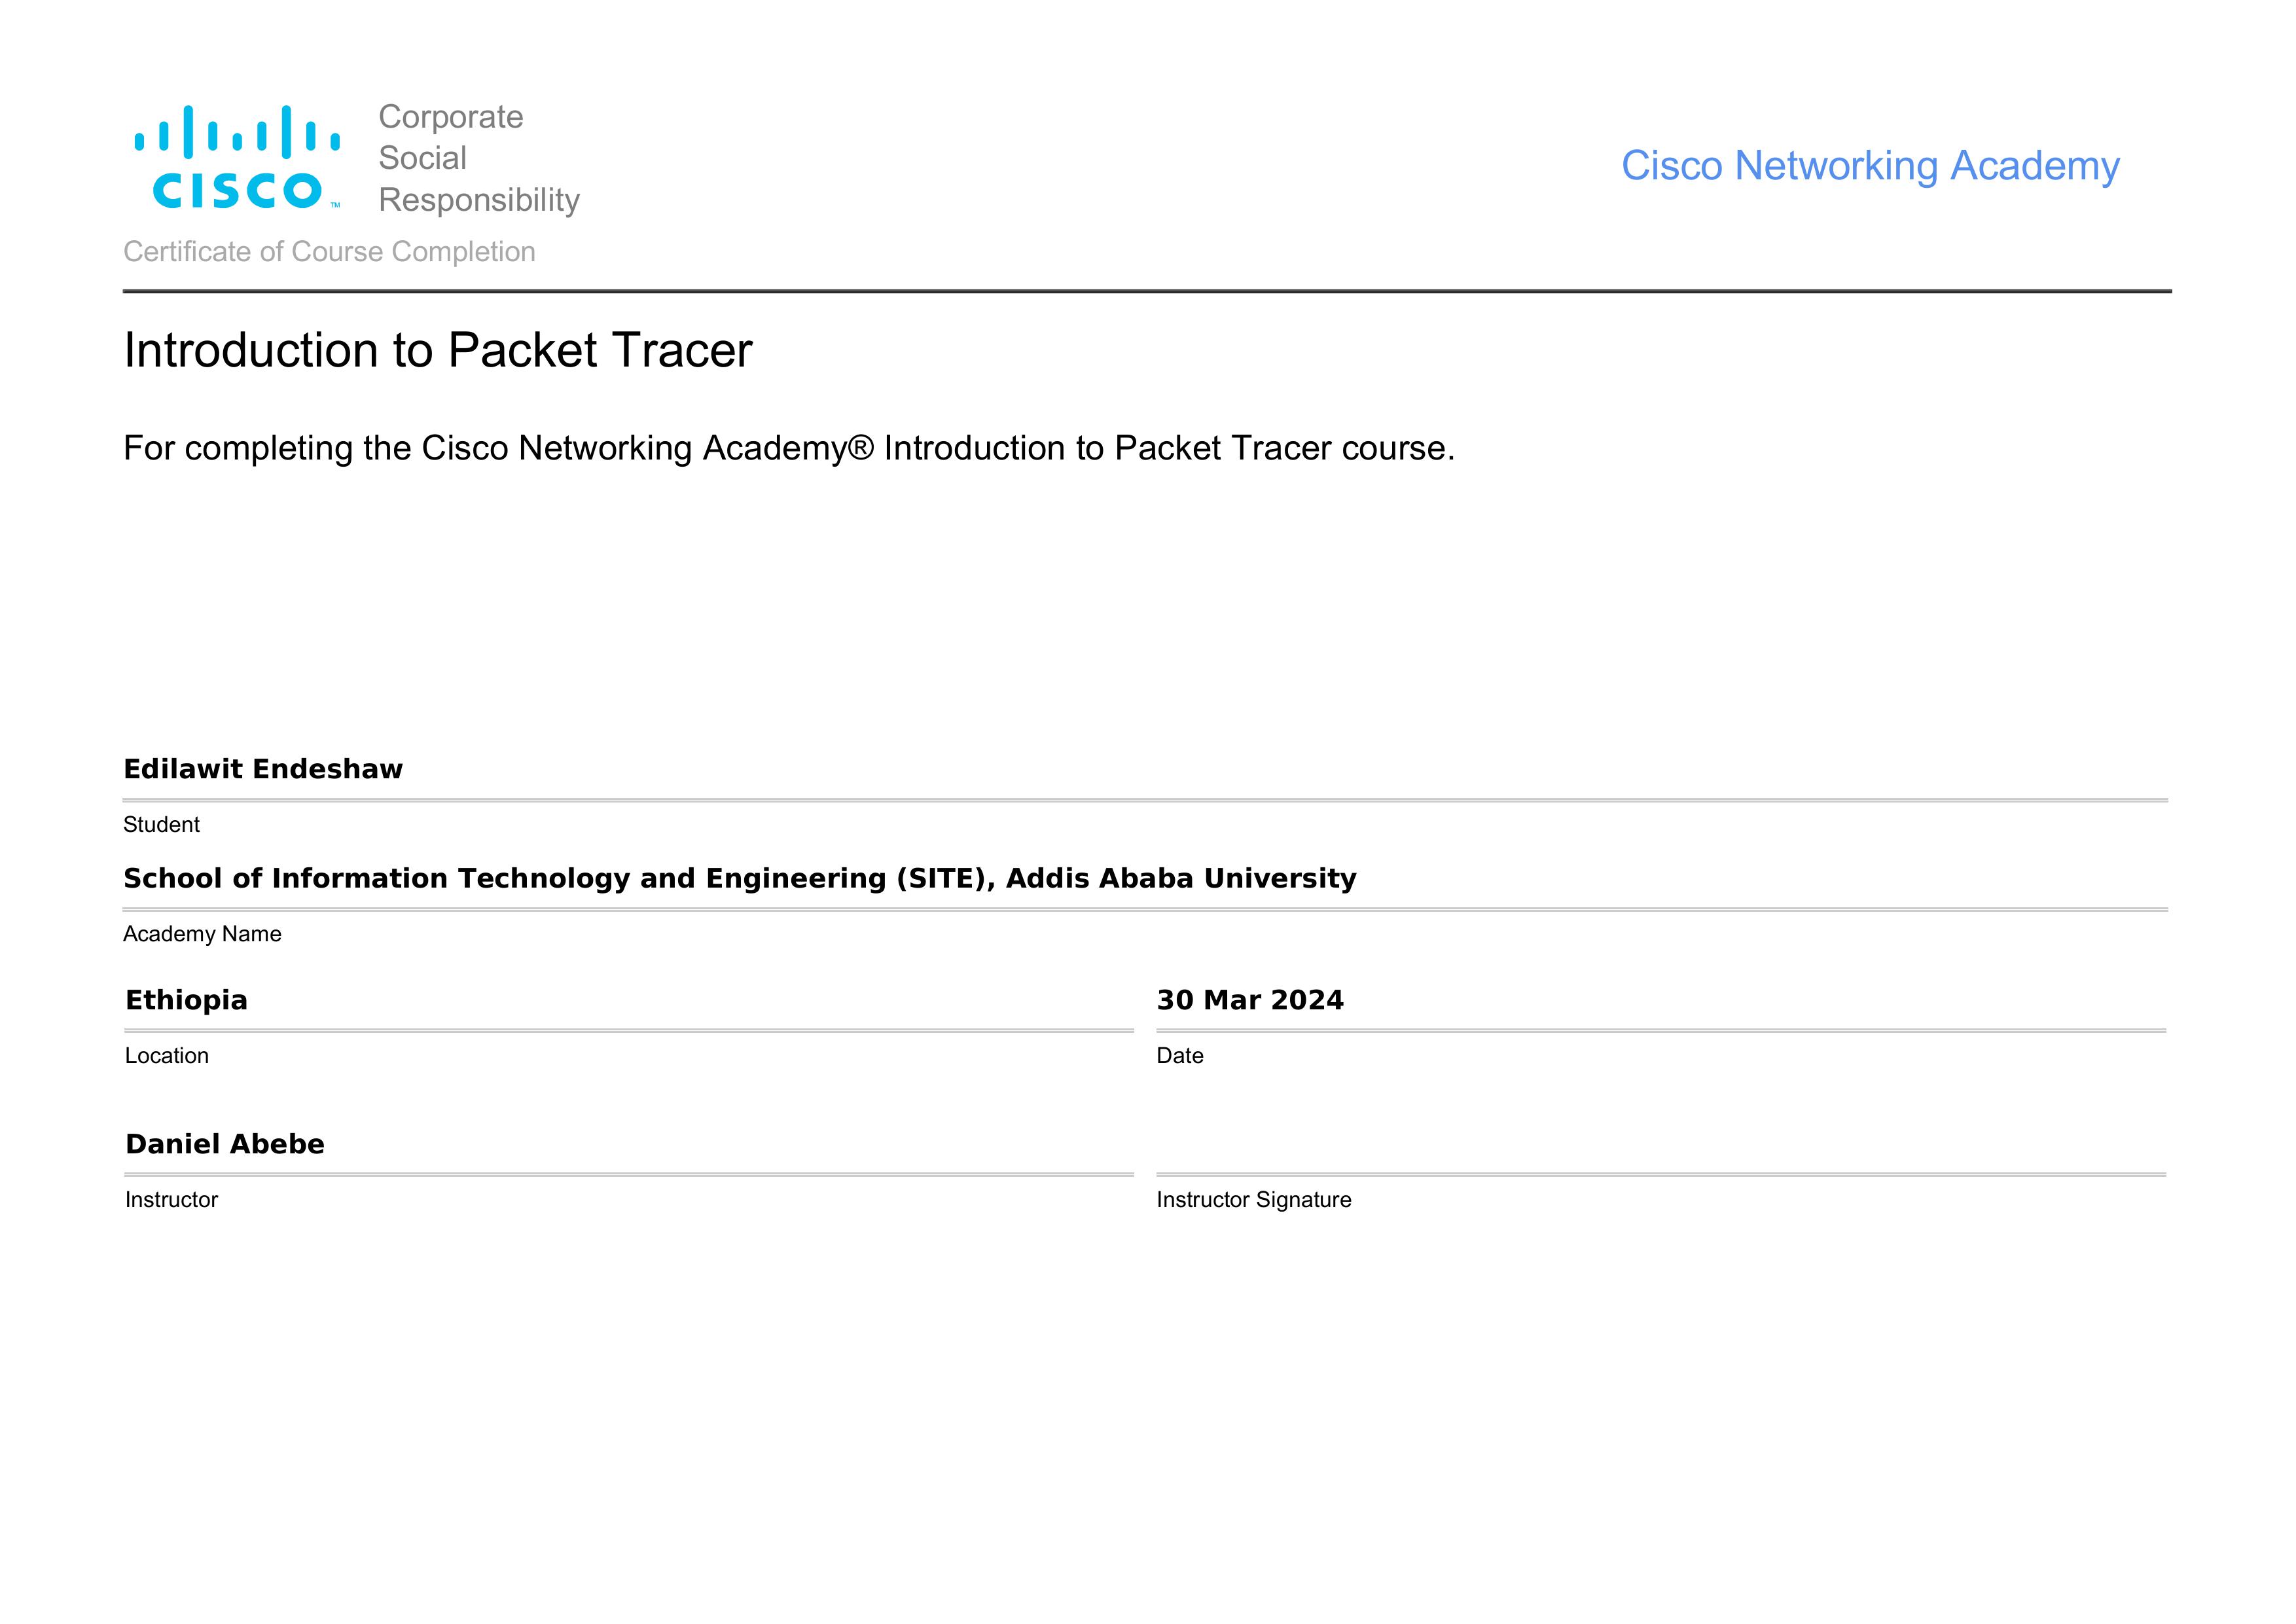 Corporate
Social
Responsibility
CISCO™
Cisco Networking Academy
Certificate of Course Completion
Introduction to Packet Tracer
For completing the Cisco Networking Academy® Introduction to Packet Tracer course.
Edilawit Endeshaw
Student
School of Information Technology and Engineering (SITE), Addis Ababa University
Academy Name
Ethiopia
30 Mar 2024
Location
Date
Daniel Abebe
Instructor
Instructor Signature